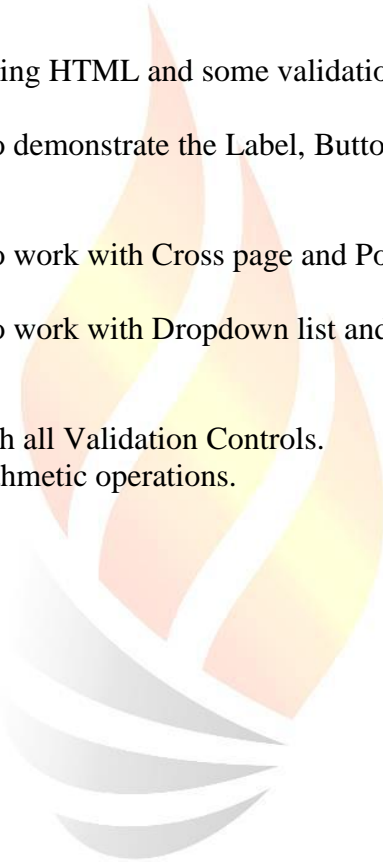 ing HTML and some validatio
o demonstrate the Label, Butto
o work with Cross page and Po
o work with Dropdown list and
h all Validation Controls.
hmetic operations.